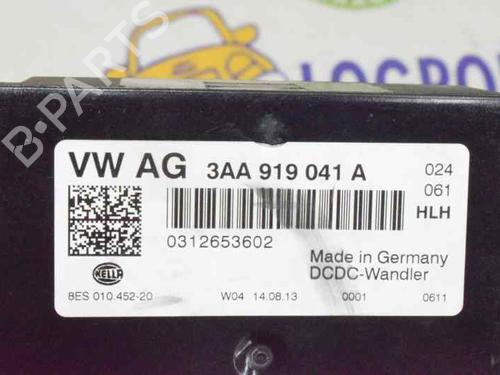 B-PARTS
VW AG 3AA 919 041 A
024
061
HLH
0312653602
Made in Germany
DCDC-Wandler
HELLA
8ES 010.452-20 W04 14.08.13 0001 0611